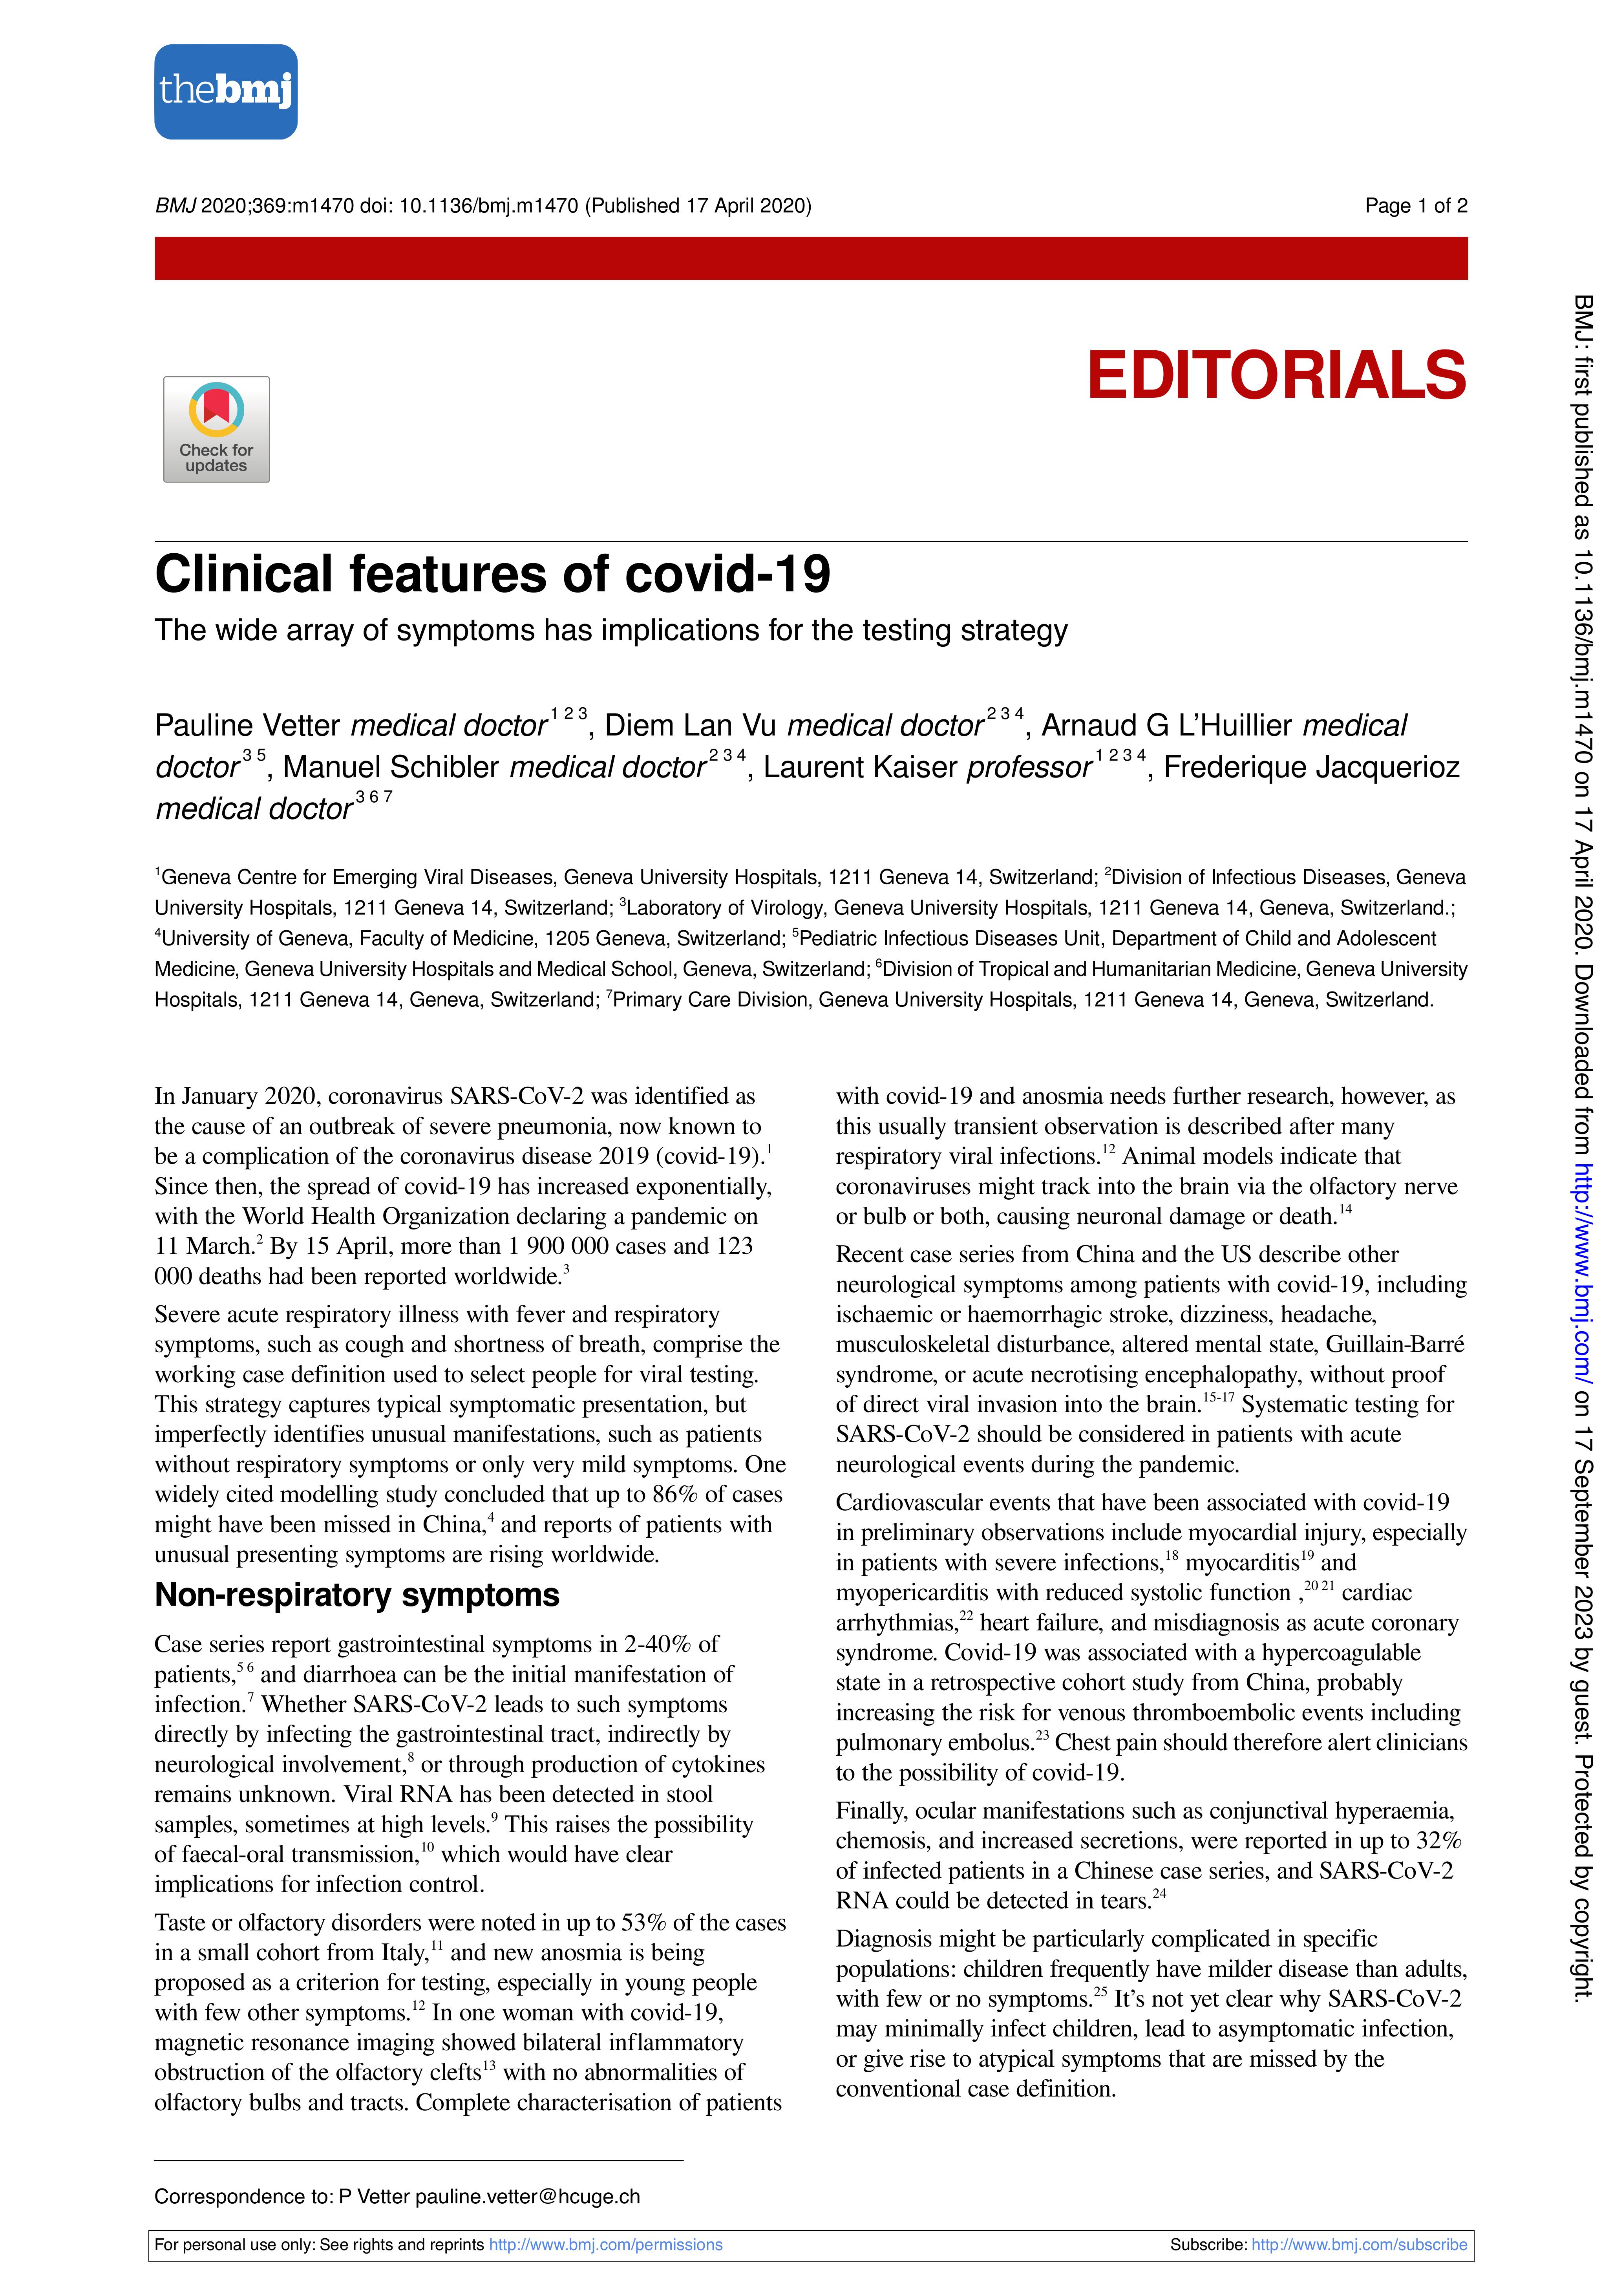 thebmj
BMJ 2020;369:m1470 doi: 10.1136/bmj.m1470 (Published 17 April 2020)
Page 1 of 2
EDITORIALS
Check for
updates
Clinical features of covid-19
The wide array of symptoms has implications for the testing strategy
Pauline Vetter medical doctor 1 2 3, Diem Lan Vu medical doctor 2 3 4, Arnaud G L’Huillier medical
doctor 3 5, Manuel Schibler medical doctor 2 3 4, Laurent Kaiser professor 1 2 3 4, Frederique Jacquerioz
medical doctor 3 6 7
1Geneva Centre for Emerging Viral Diseases, Geneva University Hospitals, 1211 Geneva 14, Switzerland; 2Division of Infectious Diseases, Geneva
University Hospitals, 1211 Geneva 14, Switzerland; 3Laboratory of Virology, Geneva University Hospitals, 1211 Geneva 14, Geneva, Switzerland.;
4University of Geneva, Faculty of Medicine, 1205 Geneva, Switzerland; 5Pediatric Infectious Diseases Unit, Department of Child and Adolescent
Medicine, Geneva University Hospitals and Medical School, Geneva, Switzerland; 6Division of Tropical and Humanitarian Medicine, Geneva University
Hospitals, 1211 Geneva 14, Geneva, Switzerland; 7Primary Care Division, Geneva University Hospitals, 1211 Geneva 14, Geneva, Switzerland.
In January 2020, coronavirus SARS-CoV-2 was identified as
the cause of an outbreak of severe pneumonia, now known to
be a complication of the coronavirus disease 2019 (covid-19).1
Since then, the spread of covid-19 has increased exponentially,
with the World Health Organization declaring a pandemic on
11 March.2 By 15 April, more than 1 900 000 cases and 123
000 deaths had been reported worldwide.3
Severe acute respiratory illness with fever and respiratory
symptoms, such as cough and shortness of breath, comprise the
working case definition used to select people for viral testing.
This strategy captures typical symptomatic presentation, but
imperfectly identifies unusual manifestations, such as patients
without respiratory symptoms or only very mild symptoms. One
widely cited modelling study concluded that up to 86% of cases
might have been missed in China,4 and reports of patients with
unusual presenting symptoms are rising worldwide.
Non-respiratory symptoms
Case series report gastrointestinal symptoms in 2-40% of
patients,5 6 and diarrhoea can be the initial manifestation of
infection.7 Whether SARS-CoV-2 leads to such symptoms
directly by infecting the gastrointestinal tract, indirectly by
neurological involvement,8 or through production of cytokines
remains unknown. Viral RNA has been detected in stool
samples, sometimes at high levels.9 This raises the possibility
of faecal-oral transmission,10 which would have clear
implications for infection control.
Taste or olfactory disorders were noted in up to 53% of the cases
in a small cohort from Italy,11 and new anosmia is being
proposed as a criterion for testing, especially in young people
with few other symptoms.12 In one woman with covid-19,
magnetic resonance imaging showed bilateral inflammatory
obstruction of the olfactory clefts13 with no abnormalities of
olfactory bulbs and tracts. Complete characterisation of patients
with covid-19 and anosmia needs further research, however, as
this usually transient observation is described after many
respiratory viral infections.12 Animal models indicate that
coronaviruses might track into the brain via the olfactory nerve
or bulb or both, causing neuronal damage or death.14
Recent case series from China and the US describe other
neurological symptoms among patients with covid-19, including
ischaemic or haemorrhagic stroke, dizziness, headache,
musculoskeletal disturbance, altered mental state, Guillain-Barré
syndrome, or acute necrotising encephalopathy, without proof
of direct viral invasion into the brain.15-17 Systematic testing for
SARS-CoV-2 should be considered in patients with acute
neurological events during the pandemic.
Cardiovascular events that have been associated with covid-19
in preliminary observations include myocardial injury, especially
in patients with severe infections,18 myocarditis19 and
myopericarditis with reduced systolic function ,20 21 cardiac
arrhythmias,22 heart failure, and misdiagnosis as acute coronary
syndrome. Covid-19 was associated with a hypercoagulable
state in a retrospective cohort study from China, probably
increasing the risk for venous thromboembolic events including
pulmonary embolus.23 Chest pain should therefore alert clinicians
to the possibility of covid-19.
Finally, ocular manifestations such as conjunctival hyperaemia,
chemosis, and increased secretions, were reported in up to 32%
of infected patients in a Chinese case series, and SARS-CoV-2
RNA could be detected in tears.24
Diagnosis might be particularly complicated in specific
populations: children frequently have milder disease than adults,
with few or no symptoms.25 It’s not yet clear why SARS-CoV-2
may minimally infect children, lead to asymptomatic infection,
or give rise to atypical symptoms that are missed by the
conventional case definition.
Correspondence to: P Vetter pauline.vetter@hcuge.ch
For personal use only: See rights and reprints http://www.bmj.com/permissions
Subscribe: http://www.bmj.com/subscribe
BMJ: first published as 10.1136/bmj.m1470 on 17 April 2020. Downloaded from http://www.bmj.com/ on 17 September 2023 by guest. Protected by copyright.